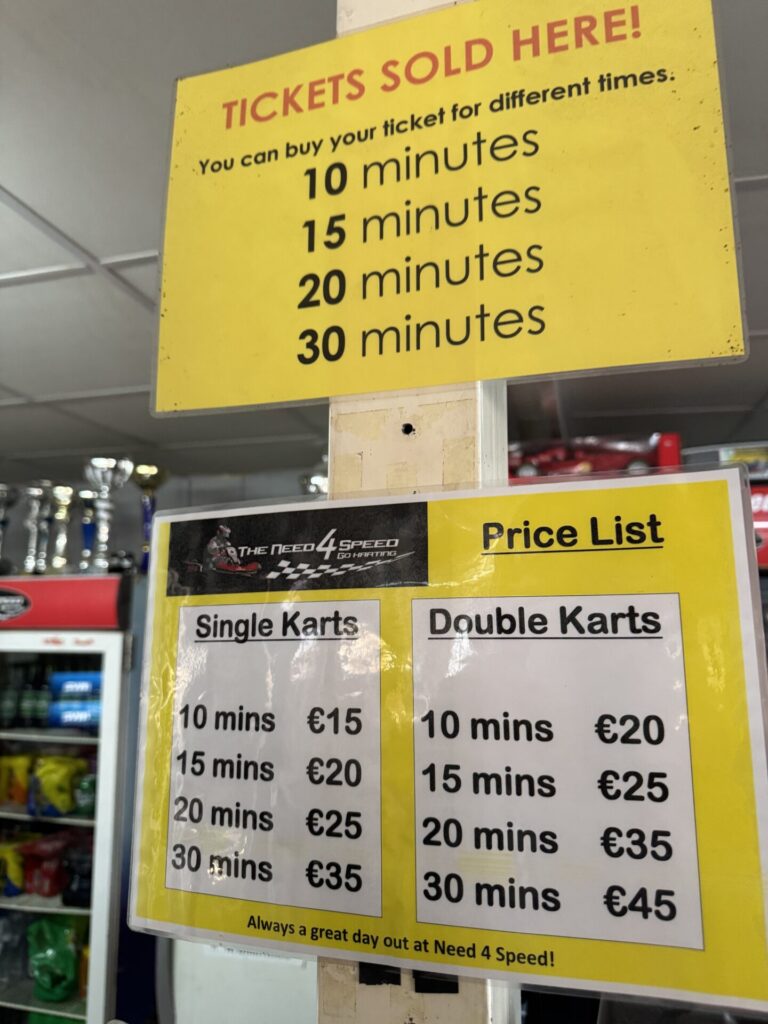 TICKETS SOLD HERE!
You can buy your ticket for different times.
10 minutes
15 minutes
20 minutes
30 minutes
THE NEED 4 SPEED
GO KARTING
Price List
Single Karts
10 mins €15
15 mins €20
20 mins €25
30 mins €35
Double Karts
10 mins €20
15 mins €25
20 mins €35
30 mins €45
Always a great day out at Need 4 Speed!